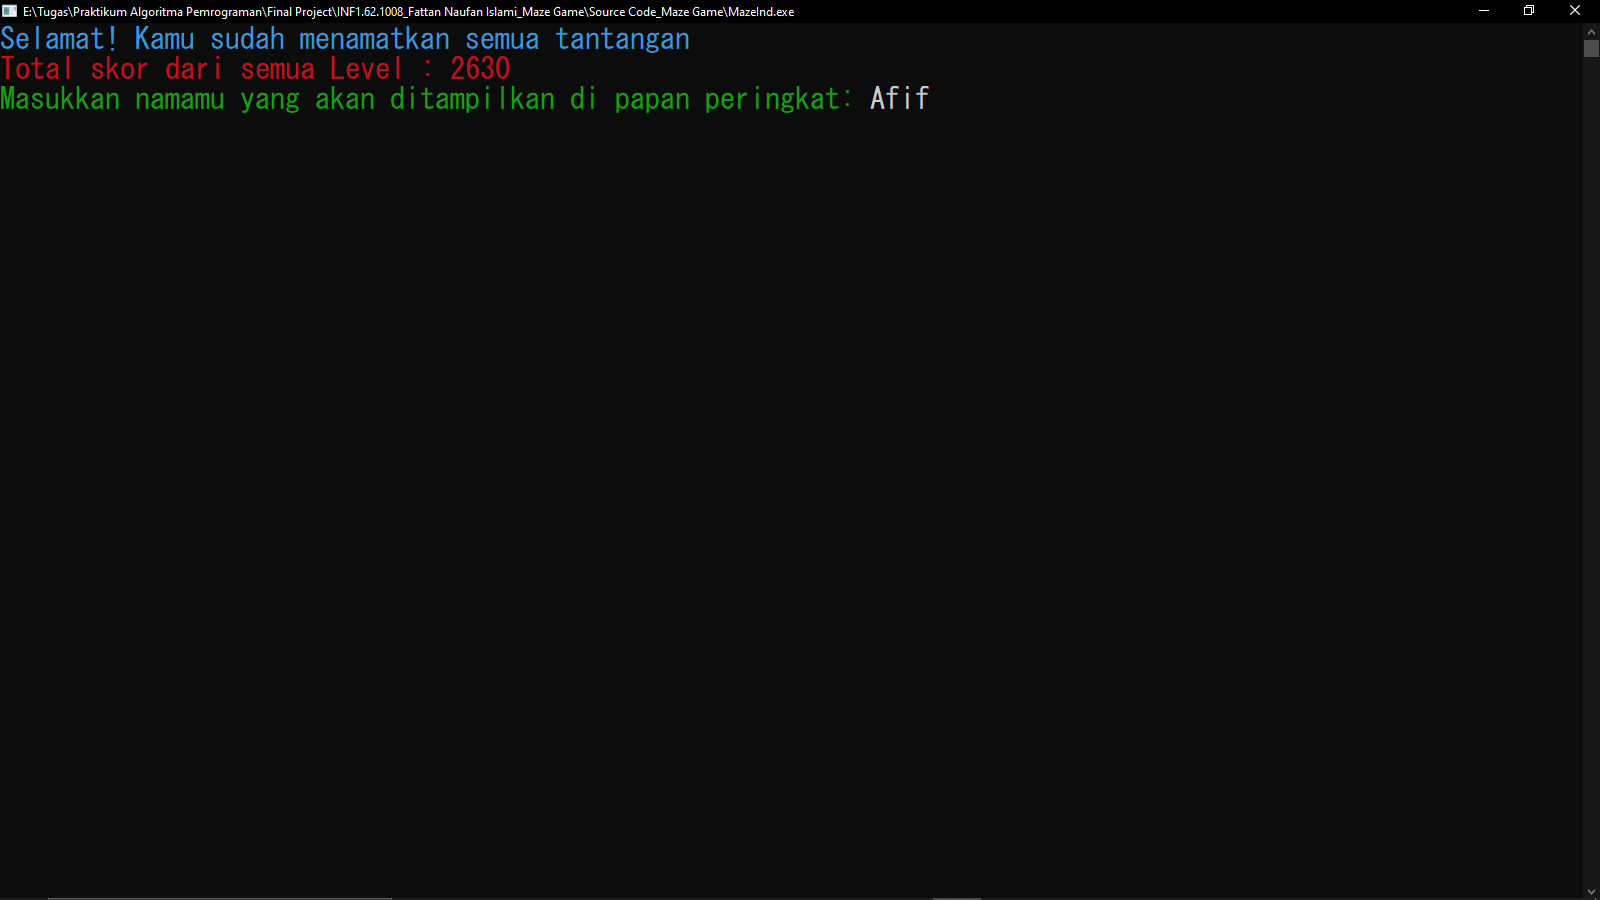 E:\Tugas\Praktikum Algoritma Pemrograman\Final Project\INF1.62.1008_Fattan Naufan Islami_Maze Game\Source Code_Maze Game\MazeInd.exe
Selamat! Kamu sudah menamatkan semua tantangan
Total skor dari semua Level : 2630
Masukkan namamu yang akan ditampilkan di papan peringkat: Afif